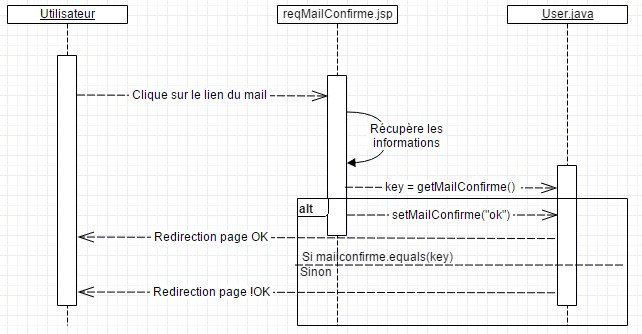 Utilisateur
reqMailConfirme.jsp
User.java
Clique sur le lien du mail
Récupère les
informations
key = getMailConfirme()
alt
setMailConfirme("ok")
Redirection page OK
Si mailconfirme.equals(key)
Sinon
Redirection page !OK